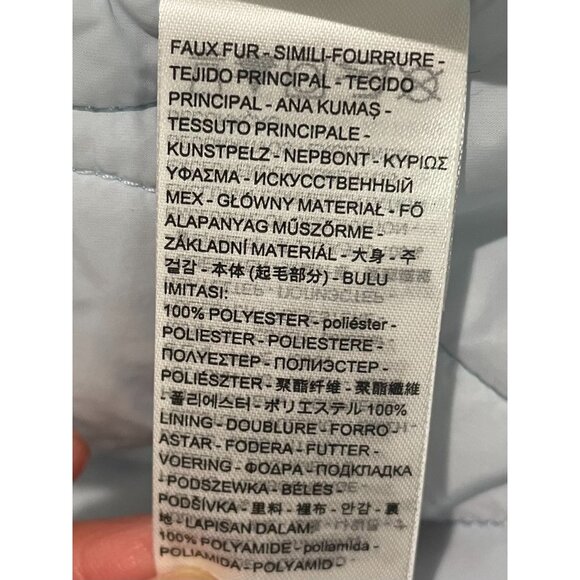 FAUX FUR - SIMILI-FOURRURE -
TEJIDO PRINCIPAL - TECIDO
PRINCIPAL - ANA KUMAŞ -
TESSUTO PRINCIPALE -
KUNSTPELZ - NEPBONT - ΚΥΡΙΩΣ
ΥΦΑΣΜΑ - ИСКУССТВЕННЫЙ
МЕХ - GŁÓWNY MATERIAŁ - FŐ
ALAPANYAG MŰSZŐRME -
ZÁKLADNÍ MATERIÁL - 大身 - 주
겉감 - 本体 (起毛部分) - BULU
IMITASI:
100% POLYESTER - poliéster -
POLIESTER - POLIESTERE -
ΠΟΛΥΕΣΤΕΡ - ПОЛИЭСТЕР -
POLIÉSZTER - 聚酯纤维 - 聚酯纖維
- 폴리에스터 - ポリエステル 100%
LINING - DOUBLURE - FORRO -
ASTAR - FODERA - FUTTER -
VOERING - ΦΟΔΡΑ - ПОДКЛАДКА
- PODSZEWKA - BÉLÉS -
PODŠÍVKA - 里料 - 裡布 - 안감 - 裏
地 - LAPISAN DALAM:
100% POLYAMIDE - poliamida -
POLIAMIDA - POLYAMID -